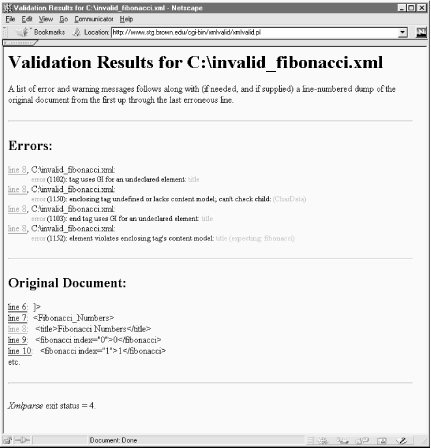 Validation Results for C:\invalid_fibonacci.xml - Netscape
File Edit View Go Communicator Help
Bookmarks Location: http://www.stg.brown.edu/cgi-bin/xmlvalid/xmlvalid.pl
Validation Results for C:\invalid_fibonacci.xml
A list of error and warning messages follows along with (if needed, and if supplied) a line-numbered dump of the
original document from the first up through the last erroneous line.
Errors:
line 8, C:\invalid_fibonacci.xml:
error (1102): tag uses GI for an undeclared element: title
line 8, C:\invalid_fibonacci.xml:
error (1150): enclosing tag undefined or lacks content model, can't check child: (CharData)
line 8, C:\invalid_fibonacci.xml:
error (1103): end tag uses GI for an undeclared element: title
line 8, C:\invalid_fibonacci.xml:
error (1152): element violates enclosing tag's content model: title (expecting: fibonacci)
Original Document:
line 6: ]>
line 7: <Fibonacci_Numbers>
line 8: <title>Fibonacci Numbers</title>
line 9: <fibonacci index="0">0</fibonacci>
line 10: <fibonacci index="1">1</fibonacci>
etc.
Xmlparse exit status = 4.
Document: Done